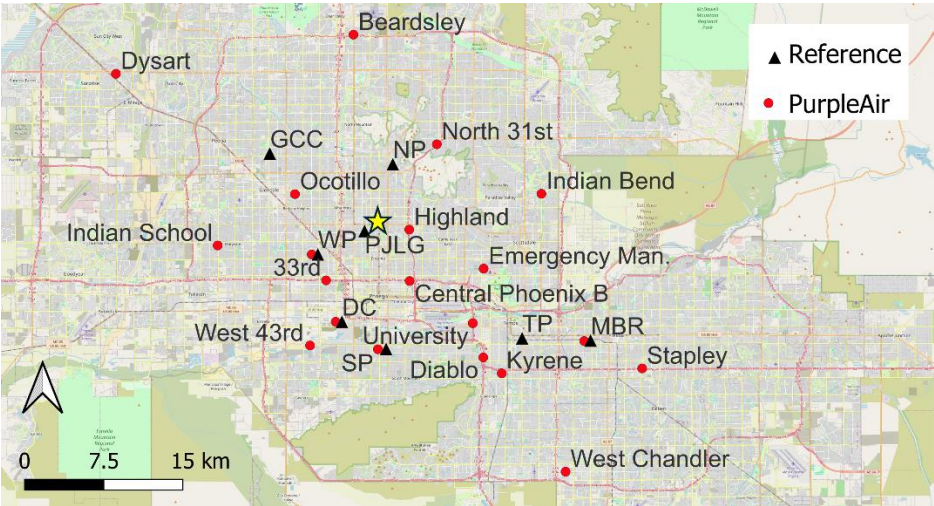 Beardsley
Reference
Dysart
PurpleAir
North 31st
GCC
NP
Ocotillo
Indian Bend
Highland
Indian School
WP
PJLG
Emergency Man.
33rd
Central Phoenix B
DC
West 43rd
University
TP
MBR
SP
Diablo
Kyrene
Stapley
0 7.5 15 km
West Chandler